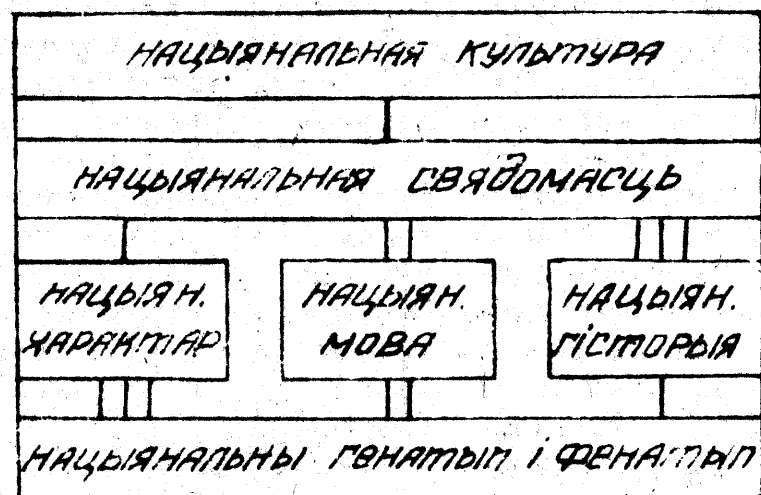 НАЦЫЯНАЛЬНАЯ КУЛЬТУРА
НАЦЫЯНАЛЬНАЯ СВЯДОМАСЦЬ
НАЦЫЯН.
ХАРАКТАР
НАЦЫЯН.
МОВА
НАЦЫЯН.
ГІСТОРЫЯ
НАЦЫЯНАЛЬНЫ ГЕНАТЫП І ФЕНАТЫП